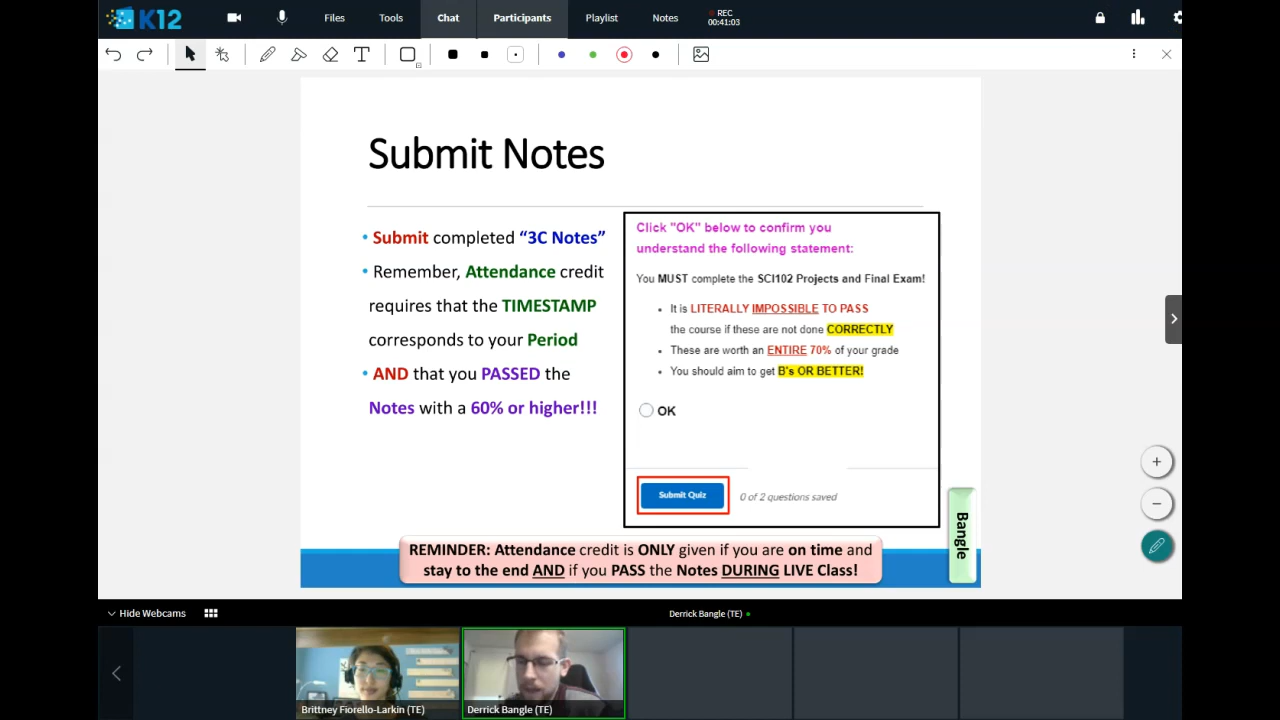 K12
Files
Tools
Chat
Participants
Playlist
Notes
REC
00:41:03
T
Submit Notes
• Submit completed “3C Notes”
• Remember, Attendance credit
requires that the TIMESTAMP
corresponds to your Period
• AND that you PASSED the
Notes with a 60% or higher!!!
Click "OK" below to confirm you
understand the following statement:
You MUST complete the SCI102 Projects and Final Exam!
• It is LITERALLY IMPOSSIBLE TO PASS
the course if these are not done CORRECTLY
• These are worth an ENTIRE 70% of your grade
• You should aim to get B's OR BETTER!
OK
Submit Quiz
0 of 2 questions saved
Bangle
REMINDER: Attendance credit is ONLY given if you are on time and
stay to the end AND if you PASS the Notes DURING LIVE Class!
Hide Webcams
Derrick Bangle (TE)
Brittney Fiorello-Larkin (TE)
Derrick Bangle (TE)